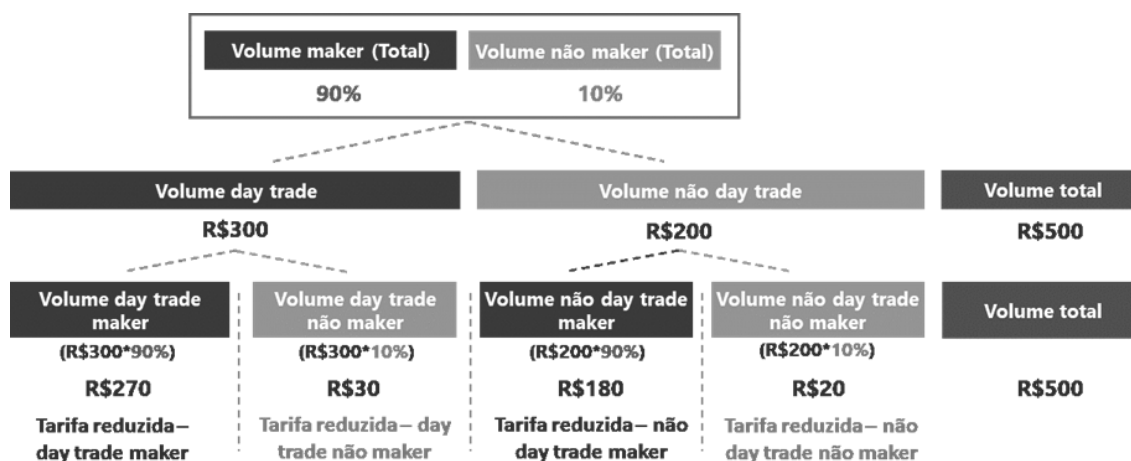 Volume maker (Total) Volume não maker (Total)
90% 10%
Volume day trade Volume não day trade Volume total
R$300 R$200 R$500
Volume day trade maker
Volume day trade não maker
Volume não day trade maker
Volume não day trade não maker
Volume total
(R$300*90%) (R$300*10%) (R$200*90%) (R$200*10%)
R$270 R$30 R$180 R$20 R$500
Tarifa reduzida– day trade maker
Tarifa reduzida– day trade não maker
Tarifa reduzida– não day trade maker
Tarifa reduzida– não day trade não maker